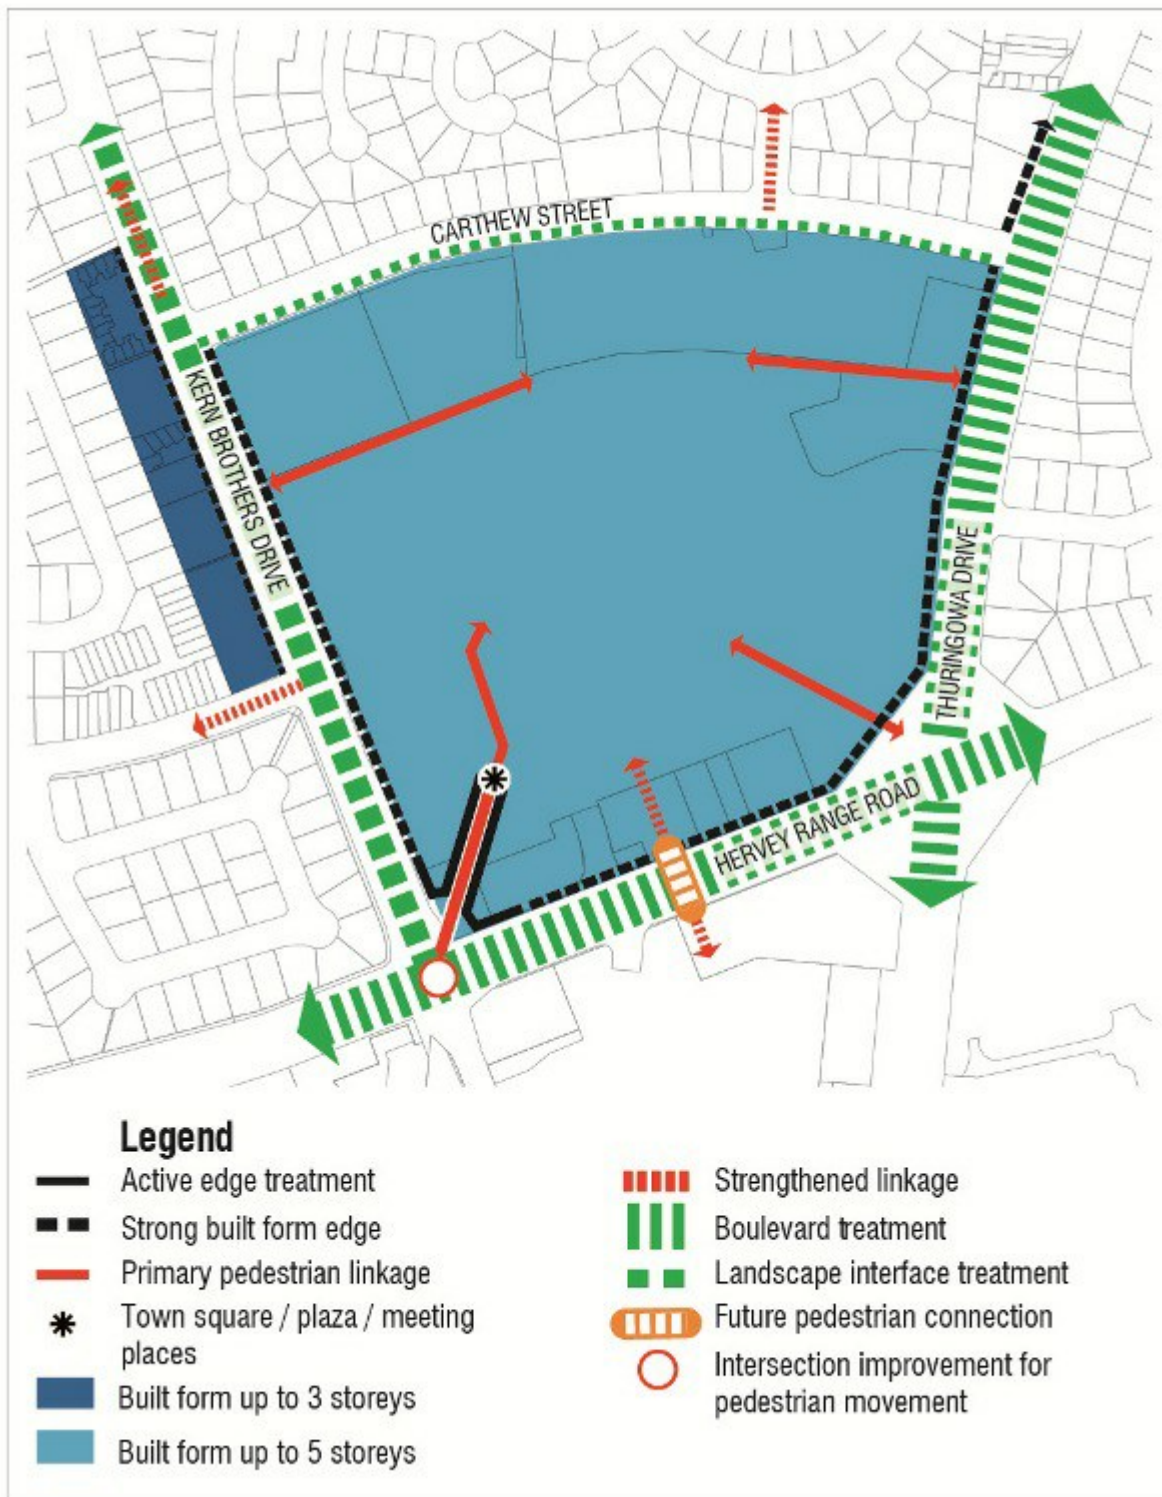 CARTHEW STREET
KERN BROTHERS DRIVE
THURINGOWA DRIVE
HERVEY RANGE ROAD
Legend
Active edge treatment
Strong built form edge
Primary pedestrian linkage
Town square / plaza / meeting
places
Built form up to 3 storeys
Built form up to 5 storeys
Strengthened linkage
Boulevard treatment
Landscape interface treatment
Future pedestrian connection
Intersection improvement for
pedestrian movement